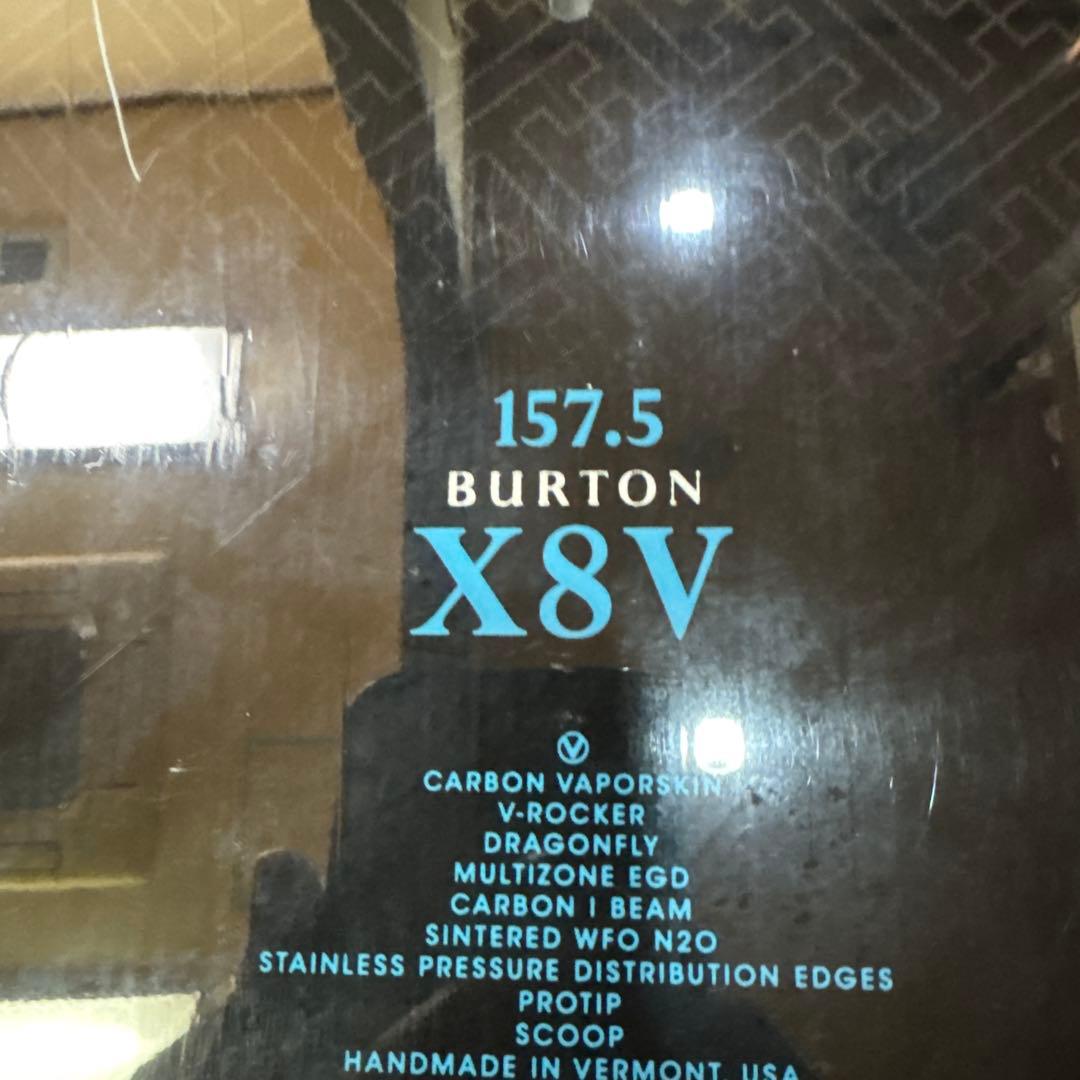 157.5
BURTON
X8V
V
CARBON VAPORSKIN
V-ROCKER
DRAGONFLY
MULTIZONE EGD
CARBON I BEAM
SINTERED WFO N2O
STAINLESS PRESSURE DISTRIBUTION EDGES
PROTIP
SCOOP
HANDMADE IN VERMONT, USA